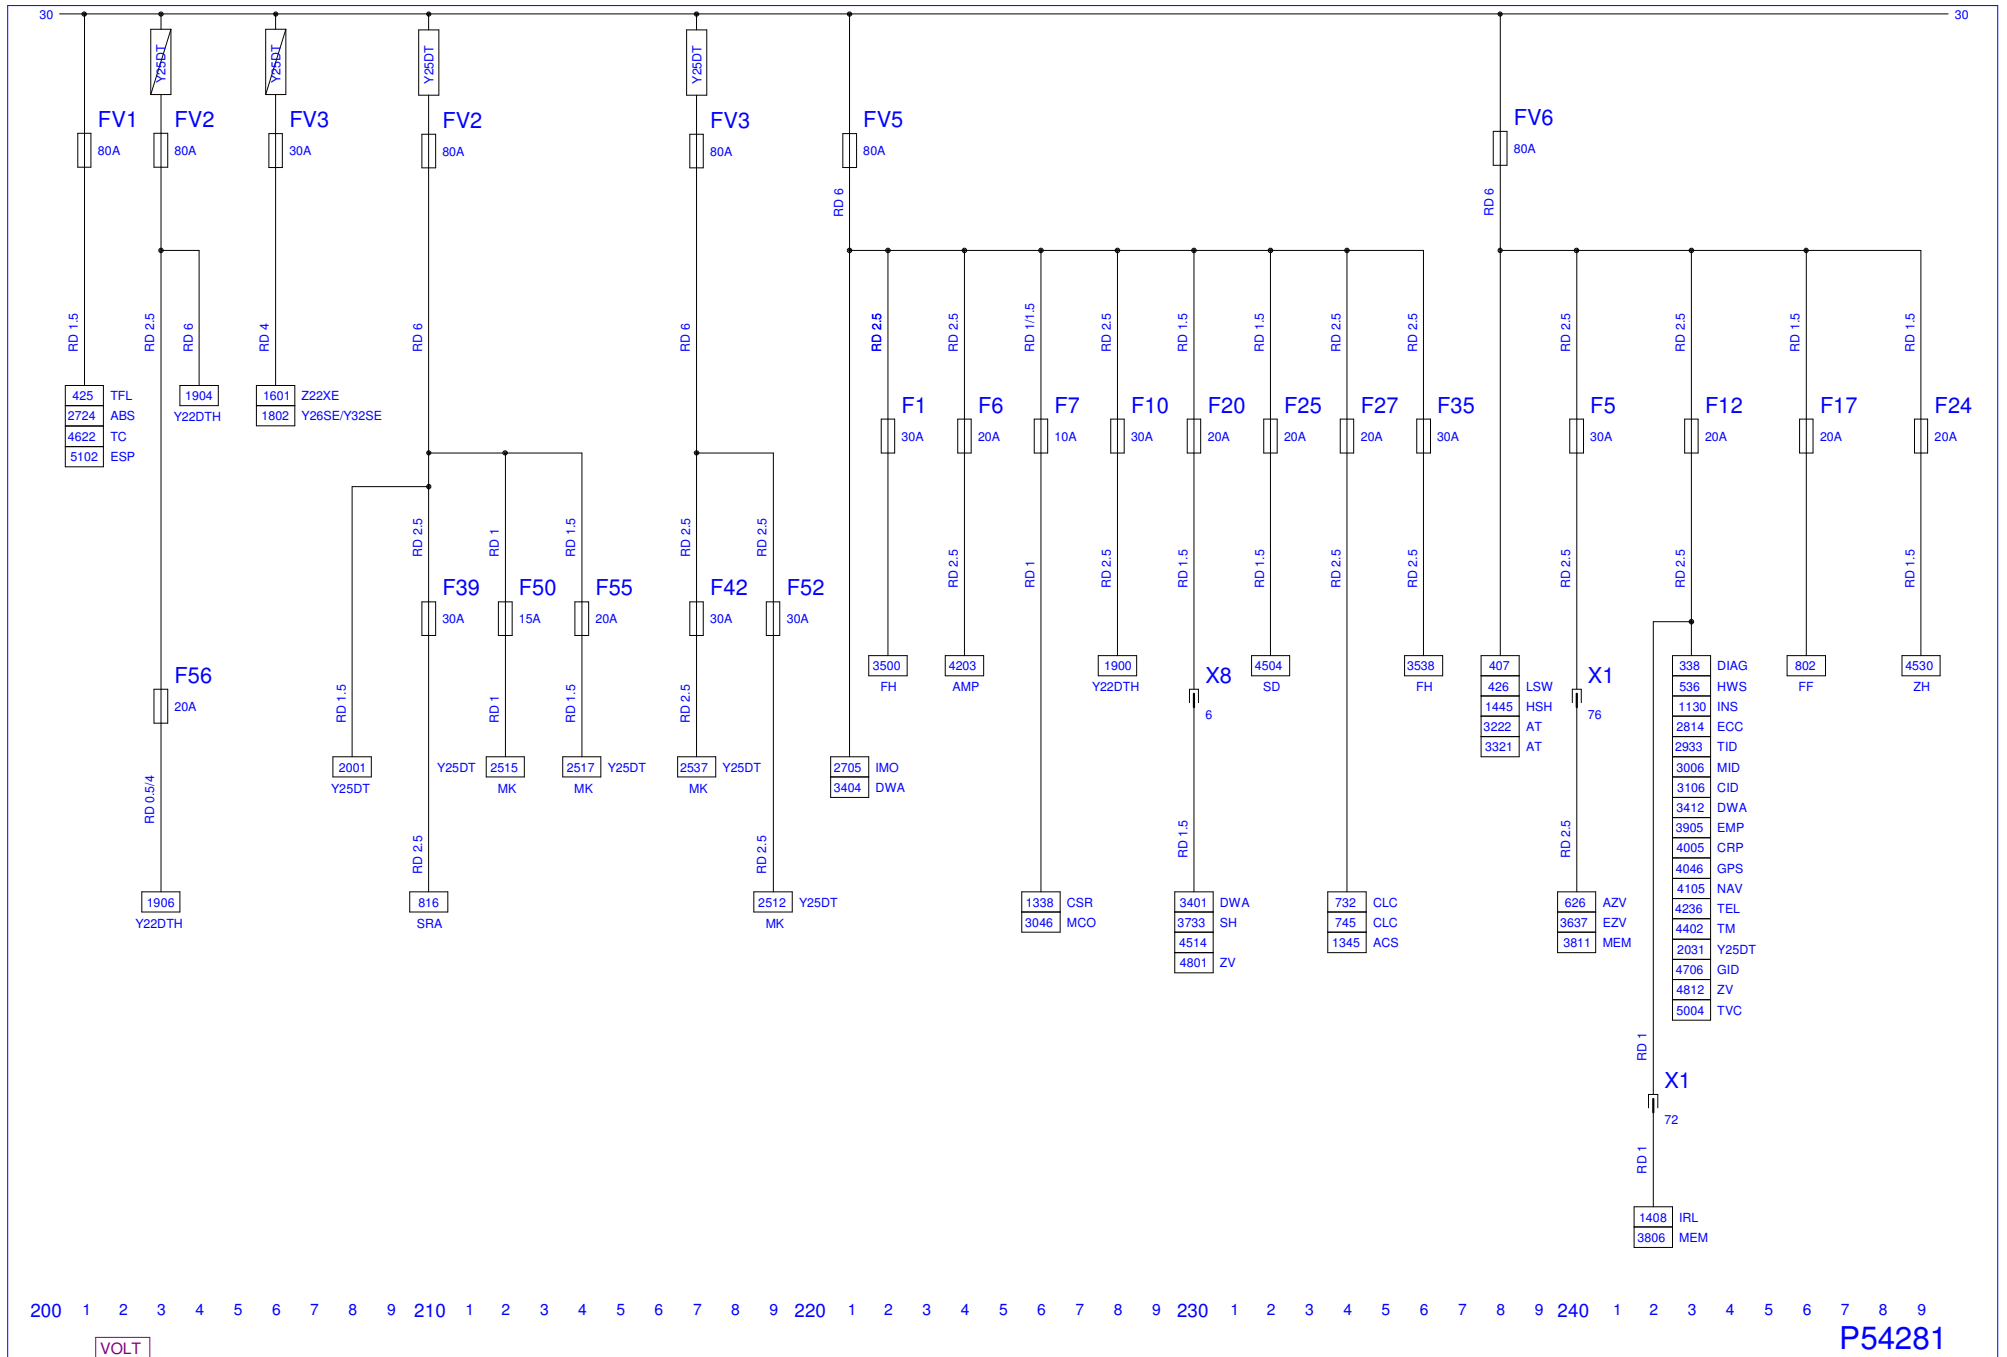 30 30
Y25DT Y25DT Y25DT Y25DT
FV1 FV2 FV3 FV2 FV3 FV5 FV6
80A 80A 30A 80A 80A 80A 80A
RD 6 RD 6
RD 1.5 RD 2.5 RD 6 RD 4 RD 6 RD 6 RD 2.5 RD 2.5 RD 1/1.5 RD 2.5 RD 1.5 RD 1.5 RD 2.5 RD 2.5 RD 2.5 RD 2.5 RD 1.5 RD 1.5
425 TFL
2724 ABS
4622 TC
5102 ESP
1904
Y22DTH
1601 Z22XE
1802 Y26SE/Y32SE
F1 F6 F7 F10 F20 F25 F27 F35 F5 F12 F17 F24
30A 20A 10A 30A 20A 20A 20A 30A 30A 20A 20A 20A
RD 2.5 RD 1 RD 1.5 RD 2.5 RD 2.5
RD 2.5 RD 1 RD 2.5 RD 1.5 RD 1.5 RD 2.5 RD 2.5 RD 2.5 RD 2.5 RD 1.5
F39 F50 F55 F42 F52
30A 15A 20A 30A 30A
F56
20A
RD 1.5 RD 1 RD 1.5 RD 2.5
3500
FH
4203
AMP
1900
Y22DTH
X8
6
4504
SD
3538
FH
407
426 LSW
1445 HSH
3222 AT
3321 AT
X1
76
338 DIAG
536 HWS
1130 INS
2814 ECC
2933 TID
3006 MID
3106 CID
3412 DWA
3905 EMP
4005 CRP
4046 GPS
4105 NAV
4236 TEL
4402 TM
2031 Y25DT
4706 GID
4812 ZV
5004 TVC
802
FF
4530
ZH
2001
Y25DT
Y25DT 2515
MK
2517 Y25DT
MK
2537 Y25DT
MK
2705 IMO
3404 DWA
RD 0.5/4 RD 2.5 RD 2.5 RD 1.5 RD 2.5
1906
Y22DTH
816
SRA
2512 Y25DT
MK
1338 CSR
3046 MCO
3401 DWA
3733 SH
4514
4801 ZV
732 CLC
745 CLC
1345 ACS
626 AZV
3637 EZV
3811 MEM
RD 1
X1
72
RD 1
1408 IRL
3806 MEM
200 1 2 3 4 5 6 7 8 9 210 1 2 3 4 5 6 7 8 9 220 1 2 3 4 5 6 7 8 9 230 1 2 3 4 5 6 7 8 9 240 1 2 3 4 5 6 7 8 9
VOLT
P54281